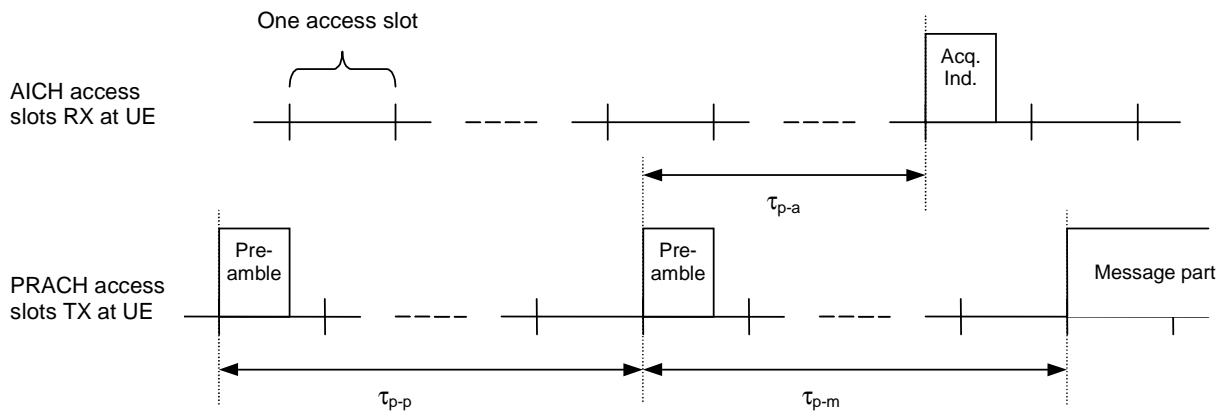 One access slot
AICH access
slots RX at UE
Acq.
Ind.
τp-a
Pre-
amble
Pre-
amble
Message part
PRACH access
slots TX at UE
τp-p
τp-m